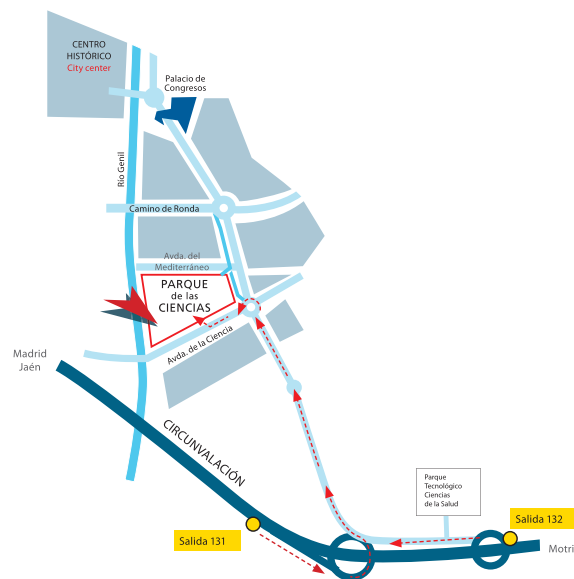 CENTRO
HISTÓRICO
City center
Palacio de
Congresos
Río Genil
Camino de Ronda
Avda. del
Mediterráneo
PARQUE
de las
CIENCIAS
Avda. de la Ciencia
Madrid
Jaén
CIRCUNVALACIÓN
Parque
Tecnológico
Ciencias
de la Salud
Salida 132
Salida 131
Motri